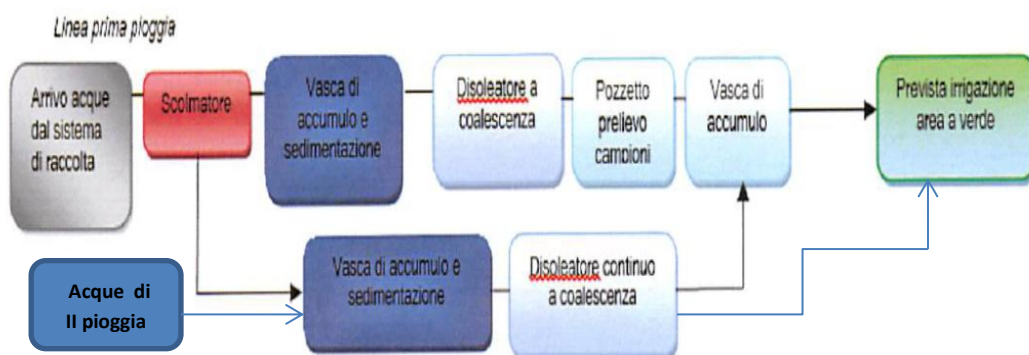 Linea prima pioggia
Arrivo acque
dal sistema
di raccolta
Scolmatore
Vasca di
accumulo e
sedimentazione
Disoleatore a
coalescenza
Pozzetto
prelievo
campioni
Vasca di
accumulo
Prevista irrigazione
area a verde
Acque di
II pioggia
Vasca di accumulo e
sedimentazione
Disoleatore continuo
a coalescenza